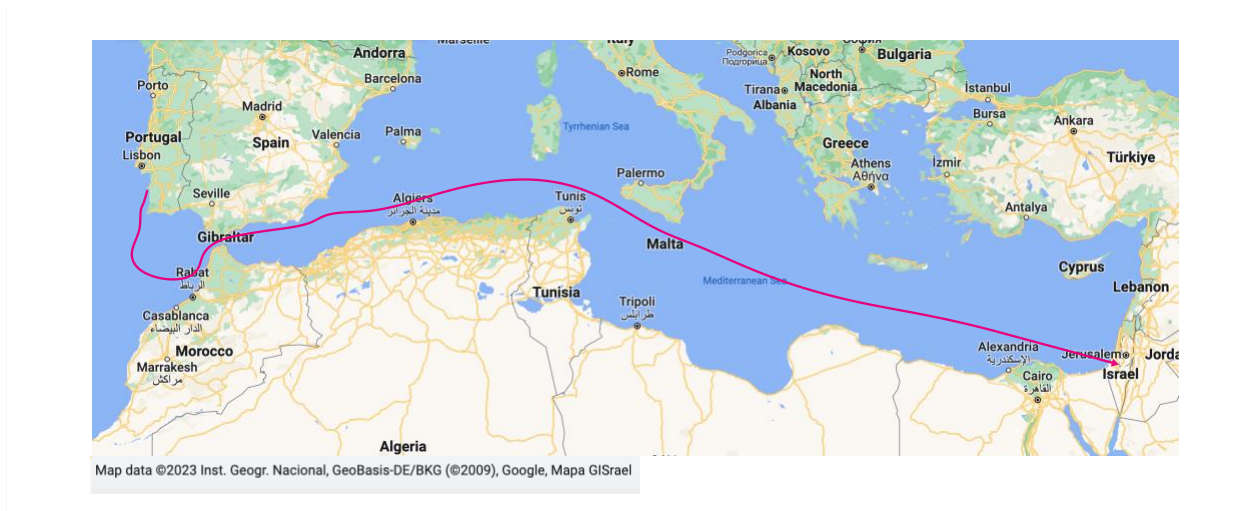 Andorra
Kosovo
Bulgaria
Podgorica
Подгорица
Porto
Barcelona
Rome
North
Macedonia
Tirana
Albania
İstanbul
Madrid
Bursa
Ankara
Portugal
Spain
Valencia
Palma
Tyrrhenian Sea
Greece
Lisbon
Athens
Αθήνα
İzmir
Türkiye
Palermo
Seville
Algiers
مدينة الجزائر
Tunis
تونس
Antalya
Gibraltar
Malta
Rabat
الرباط
Mediterranean Sea
Cyprus
Lebanon
Tunisia
Tripoli
طرابلس
Casablanca
الدار البيضاء
Morocco
Marrakesh
مراكش
Alexandria
الإسكندرية
Jerusalem
Jorda
Israel
Cairo
القاهرة
Algeria
Map data ©2023 Inst. Geogr. Nacional, GeoBasis-DE/BKG (©2009), Google, Mapa GISrael